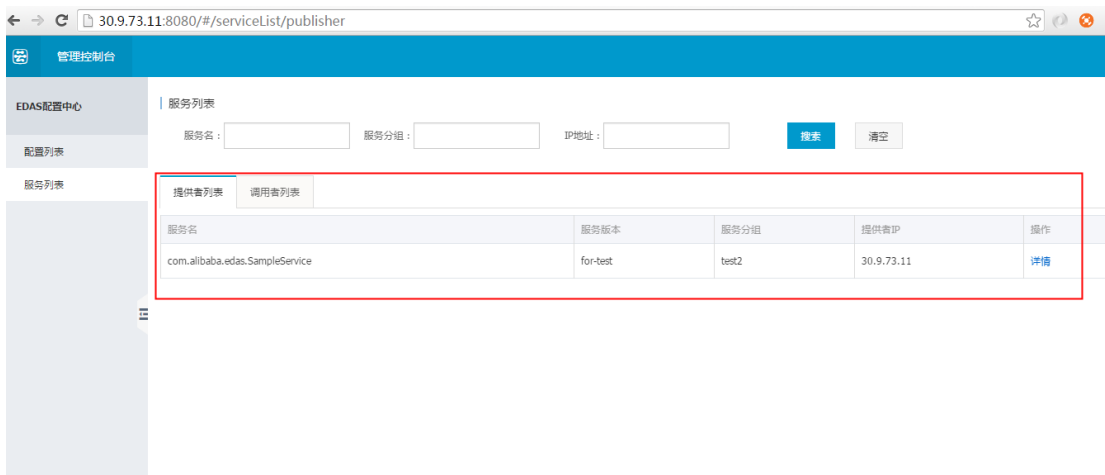 30.9.73.11:8080/#/serviceList/publisher
管理控制台
EDAS配置中心
配置列表
服务列表
服务列表
服务名： 服务分组： IP地址： 搜索 清空
提供者列表 调用者列表
服务名 服务版本 服务分组 提供者IP 操作
com.alibaba.edas.SampleService for-test test2 30.9.73.11 详情